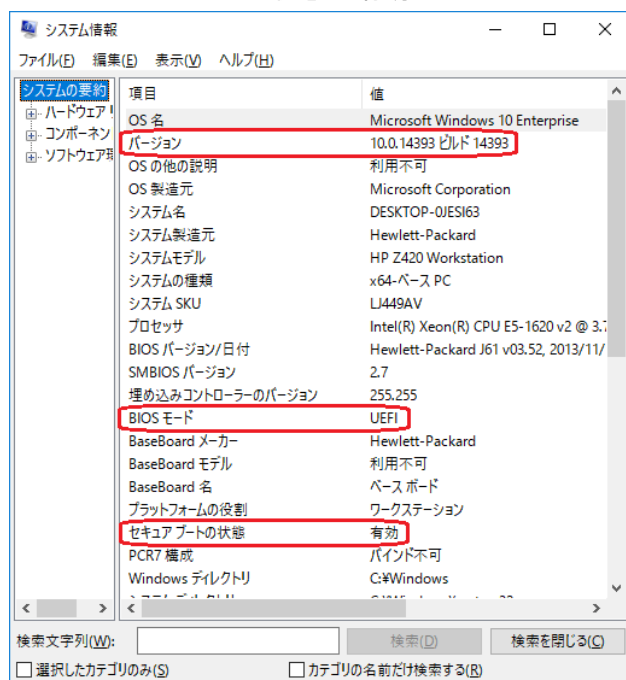 システム情報
ファイル(F) 編集(E) 表示(V) ヘルプ(H)
システムの要約
ハードウェア
コンポーネン
ソフトウェア環
項目 値
OS 名 Microsoft Windows 10 Enterprise
バージョン 10.0.14393 ビルド 14393
OS の他の説明 利用不可
OS 製造元 Microsoft Corporation
システム名 DESKTOP-0JESI63
システム製造元 Hewlett-Packard
システムモデル HP Z420 Workstation
システムの種類 x64-ベース PC
システム SKU LJ449AV
プロセッサ Intel(R) Xeon(R) CPU E5-1620 v2 @ 3.7
BIOS バージョン/日付 Hewlett-Packard J61 v03.52, 2013/11/
SMBIOS バージョン 2.7
埋め込みコントローラーのバージョン 255.255
BIOS モード UEFI
BaseBoard メーカー Hewlett-Packard
BaseBoard モデル 利用不可
BaseBoard 名 ベース ボード
プラットフォームの役割 ワークステーション
セキュア ブートの状態 有効
PCR7 構成 バインド不可
Windows ディレクトリ C:¥Windows
検索文字列(W): 検索(D) 検索を閉じる(C)
選択したカテゴリのみ(S) カテゴリの名前だけ検索する(R)